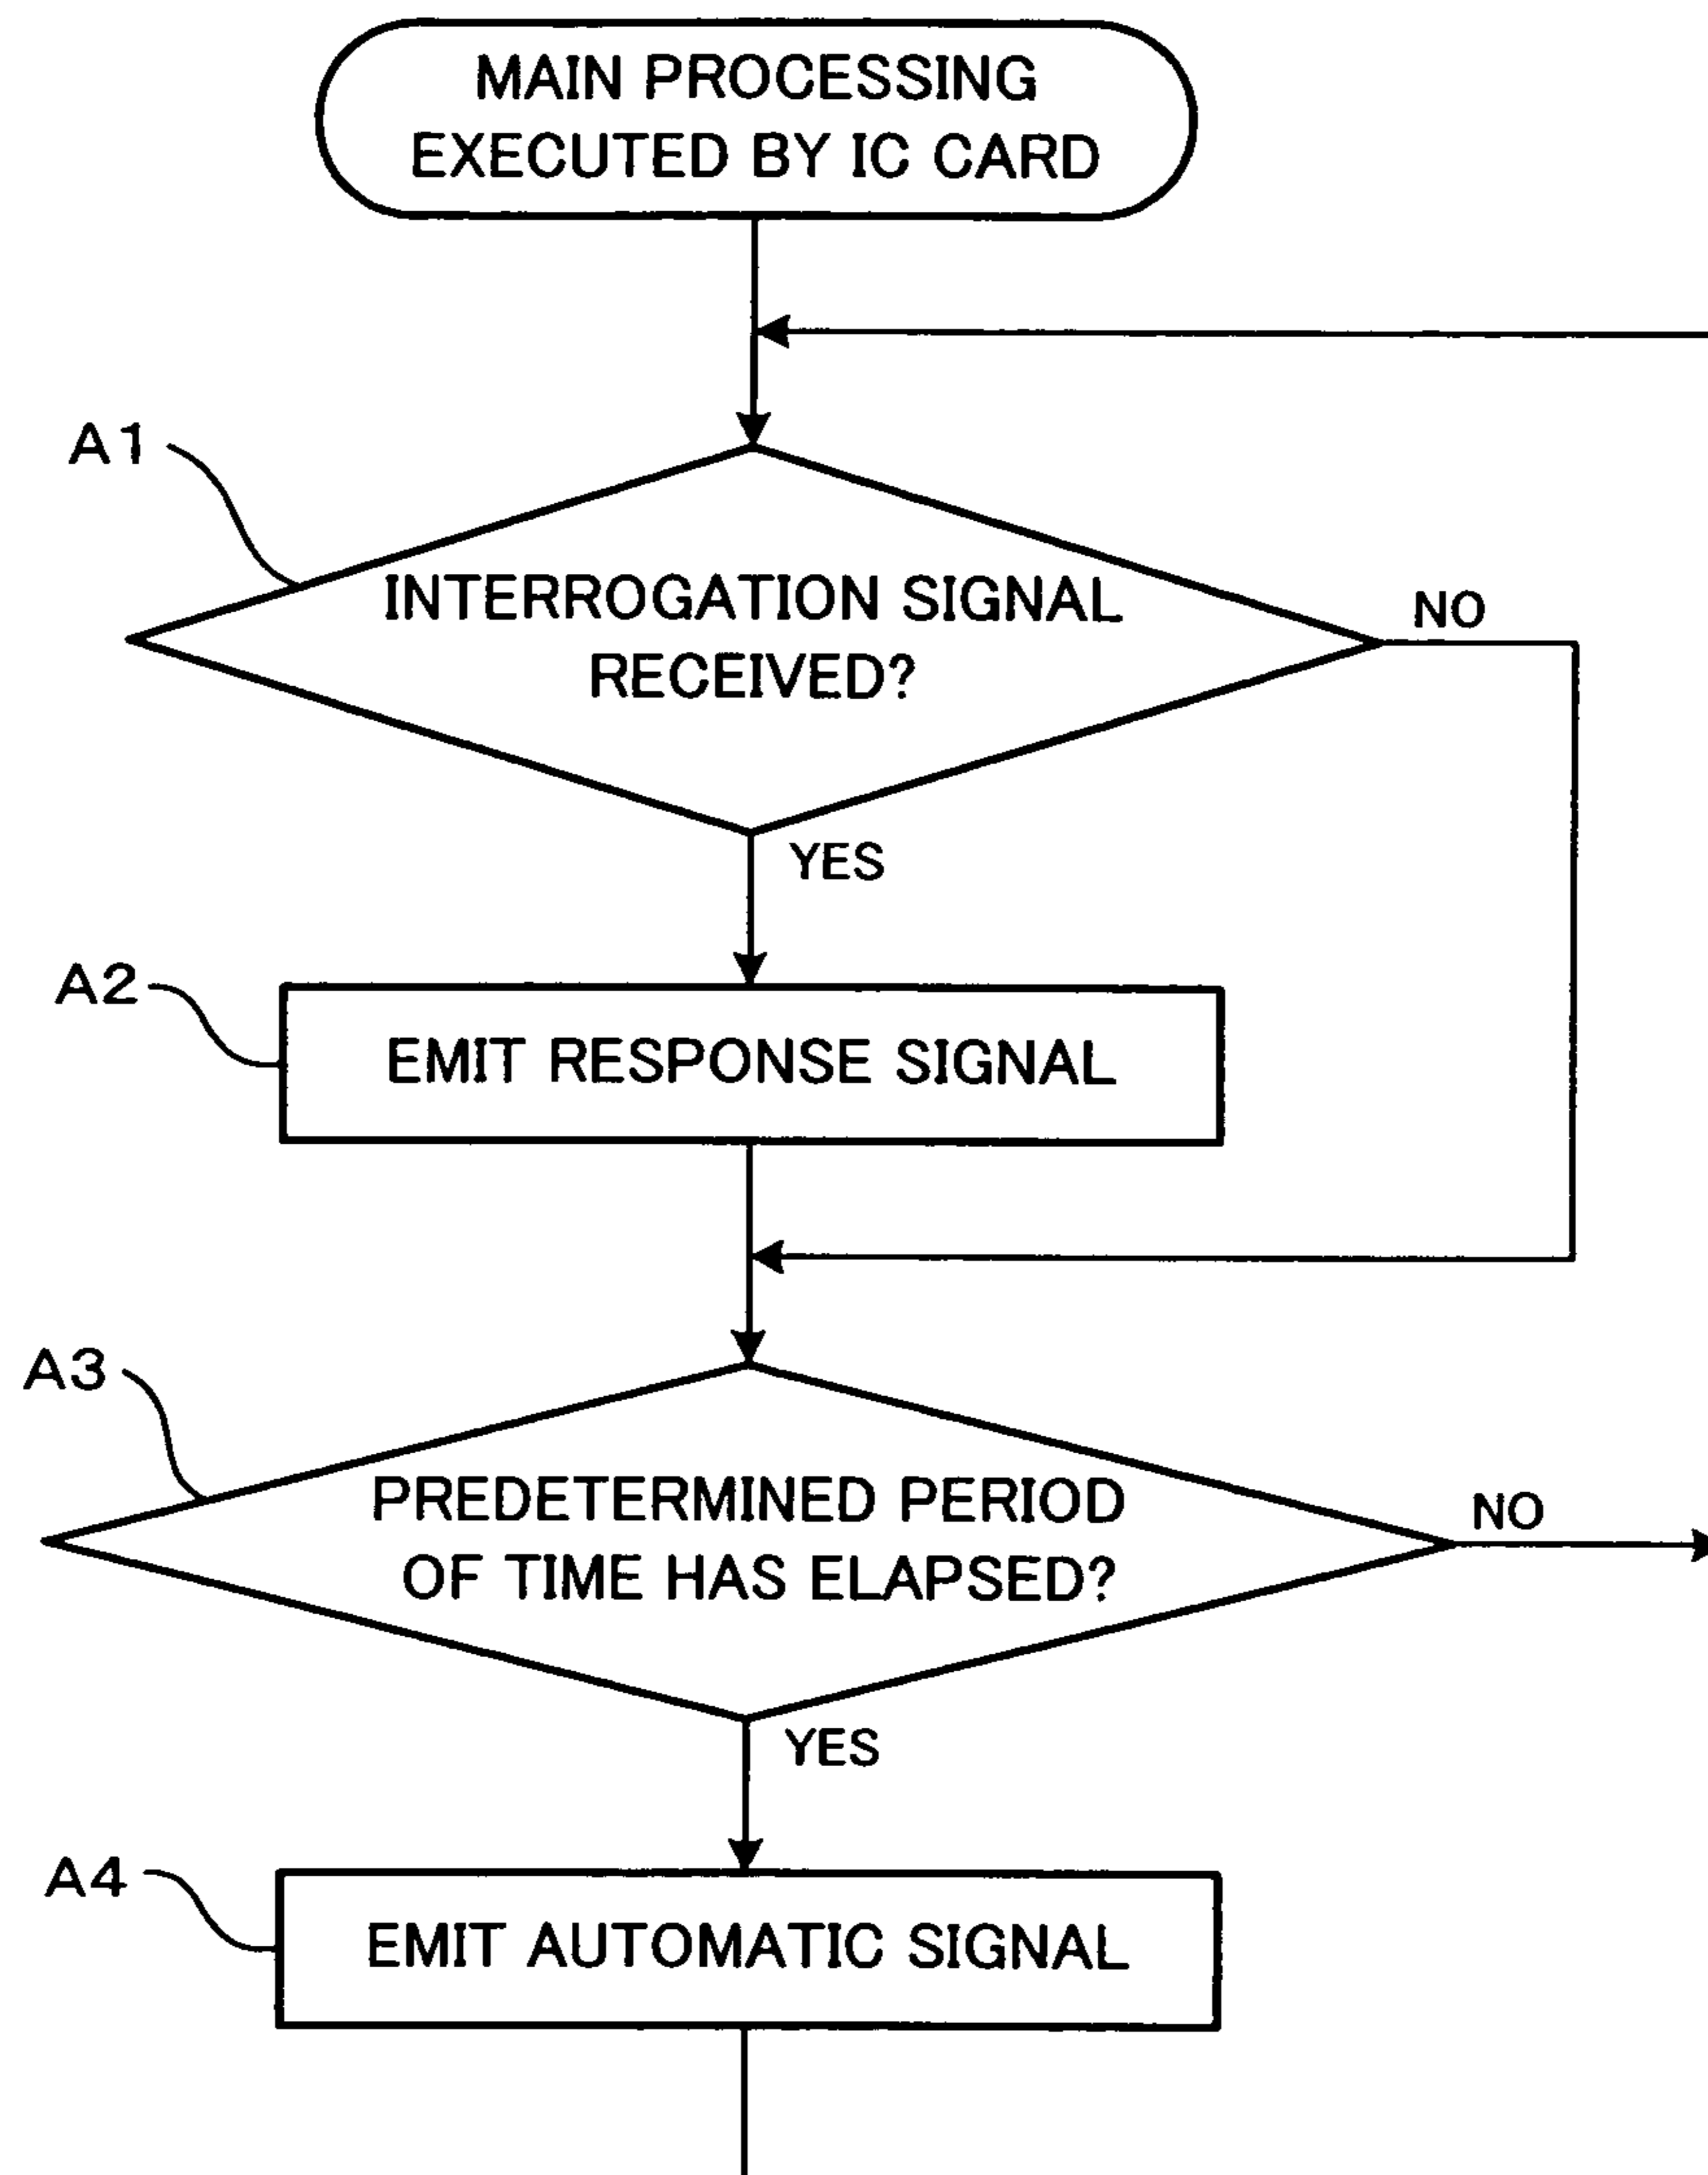 MAIN PROCESSING
EXECUTED BY IC CARD
A1
INTERROGATION SIGNAL
RECEIVED?
NO
YES
A2
EMIT RESPONSE SIGNAL
A3
PREDETERMINED PERIOD
OF TIME HAS ELAPSED?
NO
YES
A4
EMIT AUTOMATIC SIGNAL